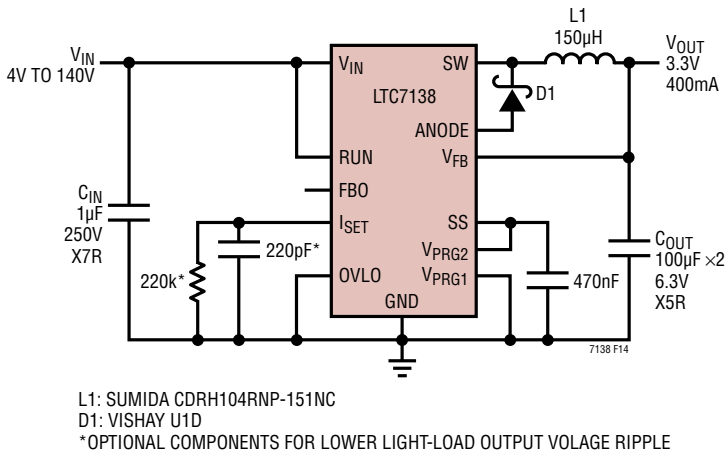 L1
150µH
VIN
4V TO 140V
VOUT
3.3V
400mA
VIN
SW
LTC7138
D1
ANODE
RUN
VFB
FBO
CIN
1µF
250V
X7R
ISET
SS
220pF*
VPRG2
COUT
100µF ×2
6.3V
X5R
220k*
OVLO
VPRG1
470nF
GND
7138 F14
L1: SUMIDA CDRH104RNP-151NC
D1: VISHAY U1D
*OPTIONAL COMPONENTS FOR LOWER LIGHT-LOAD OUTPUT VOLAGE RIPPLE